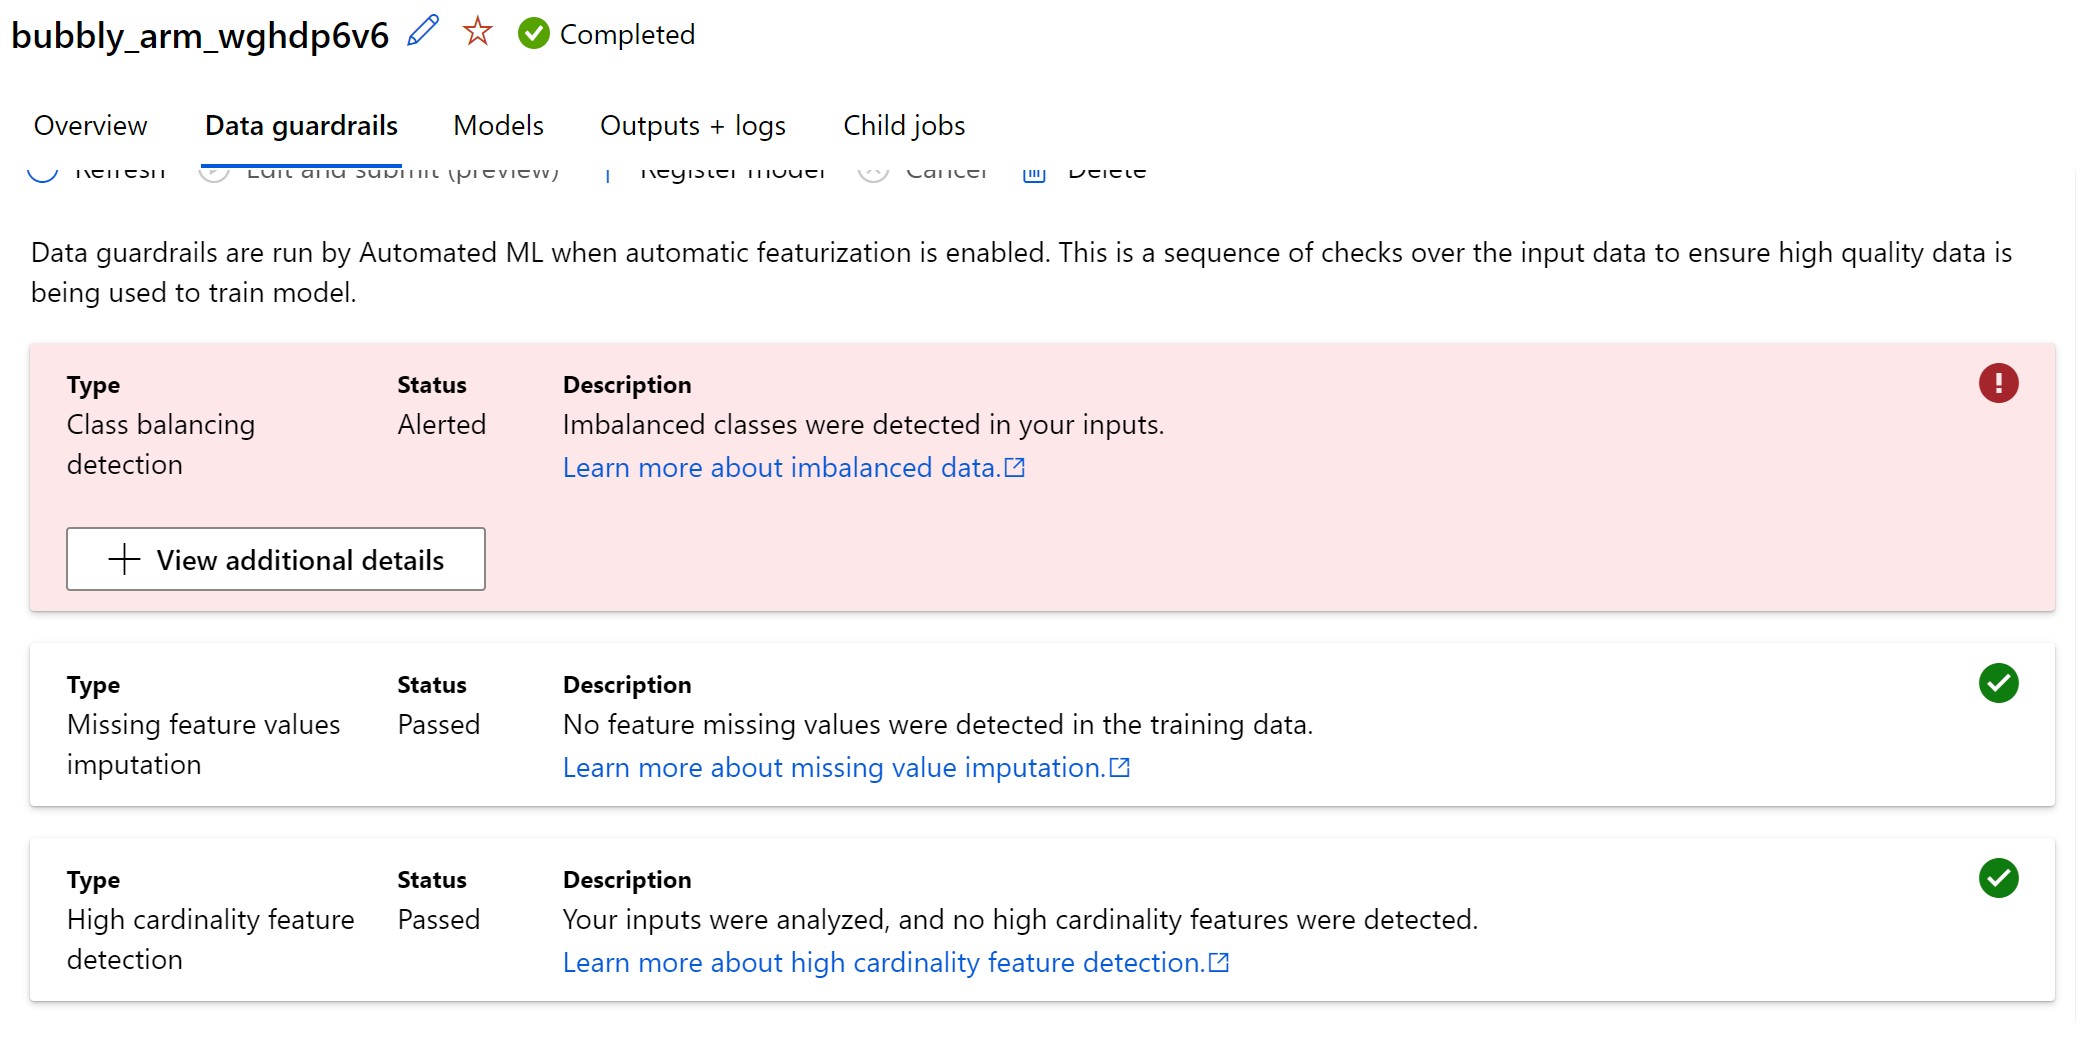 bubbly_arm_wghdp6v6 Completed
Overview Data guardrails Models Outputs + logs Child jobs
Refresh Edit and submit (preview) Register model Cancel Delete
Data guardrails are run by Automated ML when automatic featurization is enabled. This is a sequence of checks over the input data to ensure high quality data is
being used to train model.
Type Status Description
Class balancing Alerted Imbalanced classes were detected in your inputs.
detection Learn more about imbalanced data.
View additional details
Type Status Description
Missing feature values Passed No feature missing values were detected in the training data.
imputation Learn more about missing value imputation.
Type Status Description
High cardinality feature Passed Your inputs were analyzed, and no high cardinality features were detected.
detection Learn more about high cardinality feature detection.